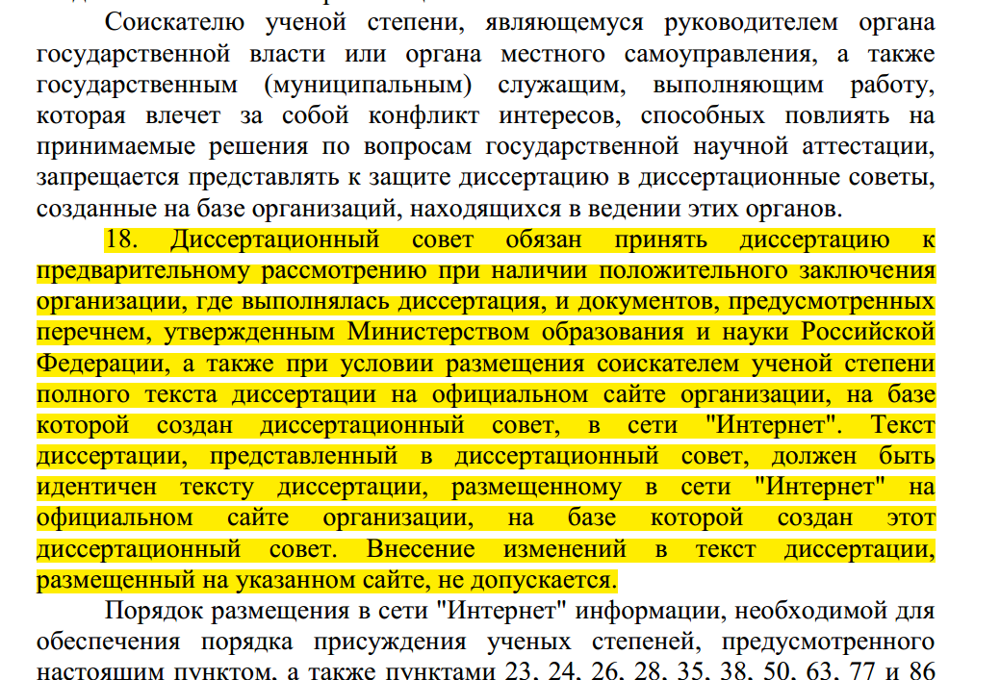 Соискателю ученой степени, являющемуся руководителем органа
государственной власти или органа местного самоуправления, а также
государственным (муниципальным) служащим, выполняющим работу,
которая влечет за собой конфликт интересов, способных повлиять на
принимаемые решения по вопросам государственной научной аттестации,
запрещается представлять к защите диссертацию в диссертационные советы,
созданные на базе организаций, находящихся в ведении этих органов.
18. Диссертационный совет обязан принять диссертацию к
предварительному рассмотрению при наличии положительного заключения
организации, где выполнялась диссертация, и документов, предусмотренных
перечнем, утвержденным Министерством образования и науки Российской
Федерации, а также при условии размещения соискателем ученой степени
полного текста диссертации на официальном сайте организации, на базе
которой создан диссертационный совет, в сети "Интернет". Текст
диссертации, представленный в диссертационный совет, должен быть
идентичен тексту диссертации, размещенному в сети "Интернет" на
официальном сайте организации, на базе которой создан этот
диссертационный совет. Внесение изменений в текст диссертации,
размещенный на указанном сайте, не допускается.
Порядок размещения в сети "Интернет" информации, необходимой для
обеспечения порядка присуждения ученых степеней, предусмотренного
настоящим пунктом, а также пунктами 23, 24, 26, 28, 35, 38, 50, 63, 77 и 86